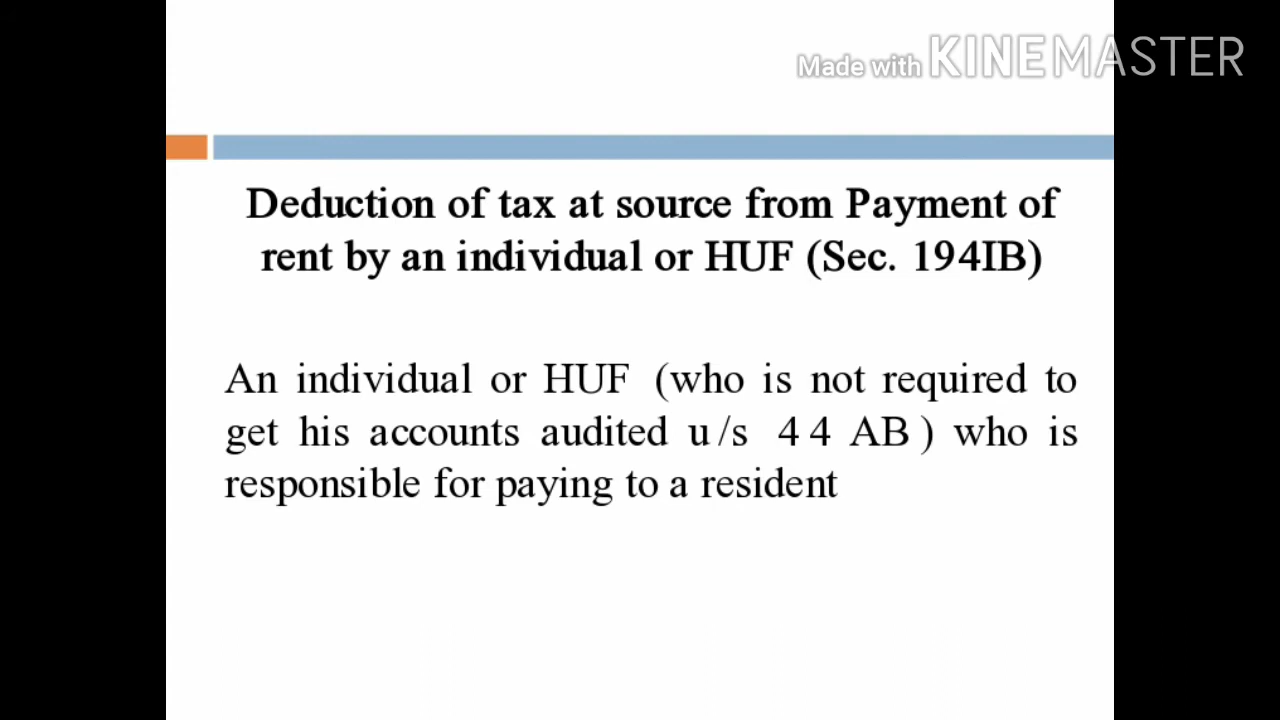 Made with KINEMASTER
Deduction of tax at source from Payment of
rent by an individual or HUF (Sec. 194IB)
An individual or HUF (who is not required to
get his accounts audited u/s 44 AB) who is
responsible for paying to a resident